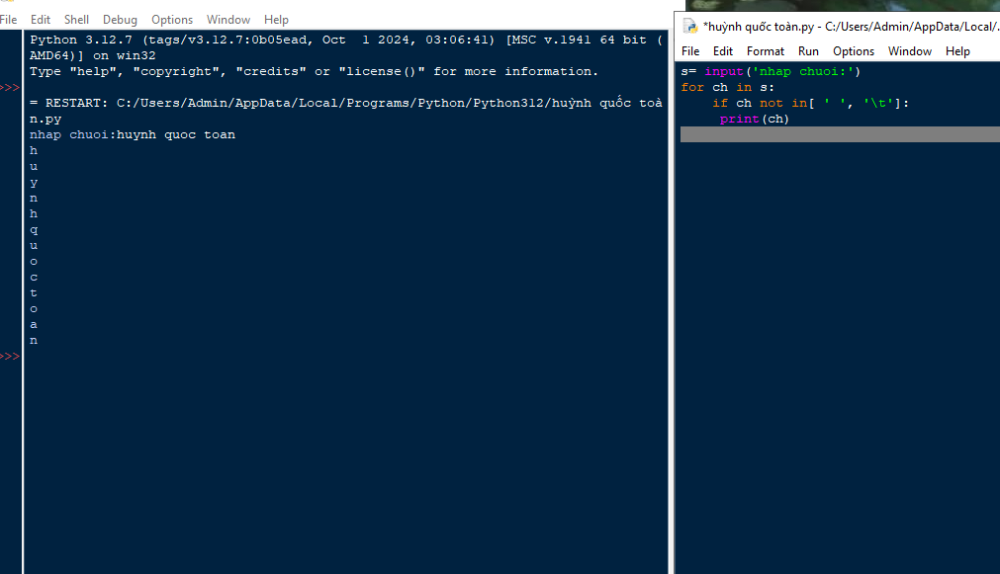 File Edit Shell Debug Options Window Help
Python 3.12.7 (tags/v3.12.7:0b05ead, Oct  1 2024, 03:06:41) [MSC v.1941 64 bit (
AMD64)] on win32
Type "help", "copyright", "credits" or "license()" for more information.
>>>
= RESTART: C:/Users/Admin/AppData/Local/Programs/Python/Python312/huỳnh quốc toà
n.py
nhap chuoi:huynh quoc toan
h
u
y
n
h
q
u
o
c
t
o
a
n
>>>
*huỳnh quốc toàn.py - C:/Users/Admin/AppData/Local/.
File Edit Format Run Options Window Help
s= input('nhap chuoi:')
for ch in s:
    if ch not in[ ' ', '\t']:
     print(ch)